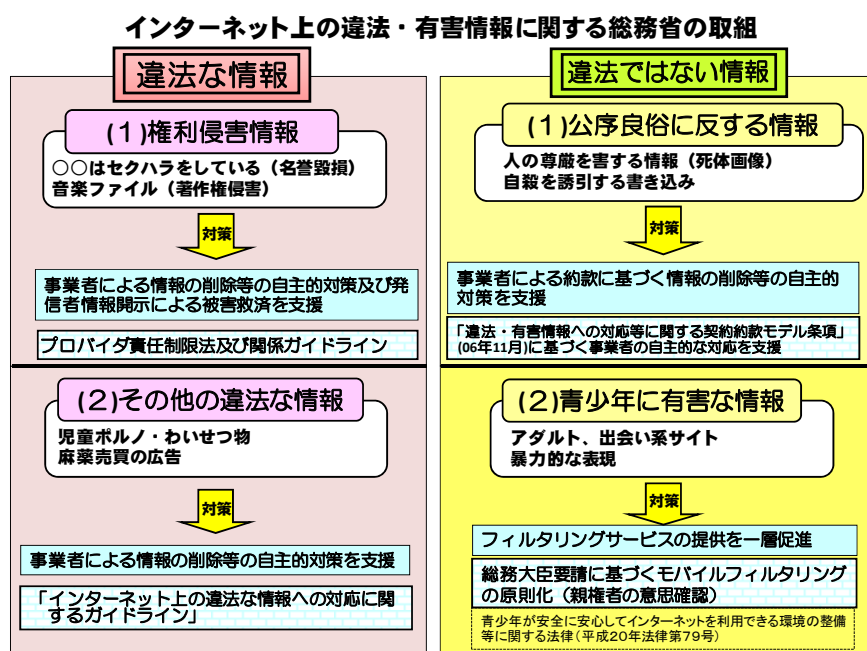 インターネット上の違法・有害情報に関する総務省の取組
違法な情報
(１)権利侵害情報
○○はセクハラをしている（名誉毀損）
音楽ファイル（著作権侵害）
対策
事業者による情報の削除等の自主的対策及び発
信者情報開示による被害救済を支援
プロバイダ責任制限法及び関係ガイドライン
(２)その他の違法な情報
児童ポルノ・わいせつ物
麻薬売買の広告
対策
事業者による情報の削除等の自主的対策を支援
「インターネット上の違法な情報への対応に関
するガイドライン」
違法ではない情報
(１)公序良俗に反する情報
人の尊厳を害する情報（死体画像）
自殺を誘引する書き込み
対策
事業者による約款に基づく情報の削除等の自主的
対策を支援
「違法・有害情報への対応等に関する契約約款モデル条項」
(06年11月)に基づく事業者の自主的な対応を支援
(２)青少年に有害な情報
アダルト、出会い系サイト
暴力的な表現
対策
フィルタリングサービスの提供を一層促進
総務大臣要請に基づくモバイルフィルタリング
の原則化（親権者の意思確認）
青少年が安全に安心してインターネットを利用できる環境の整備
等に関する法律（平成20年法律第79号）